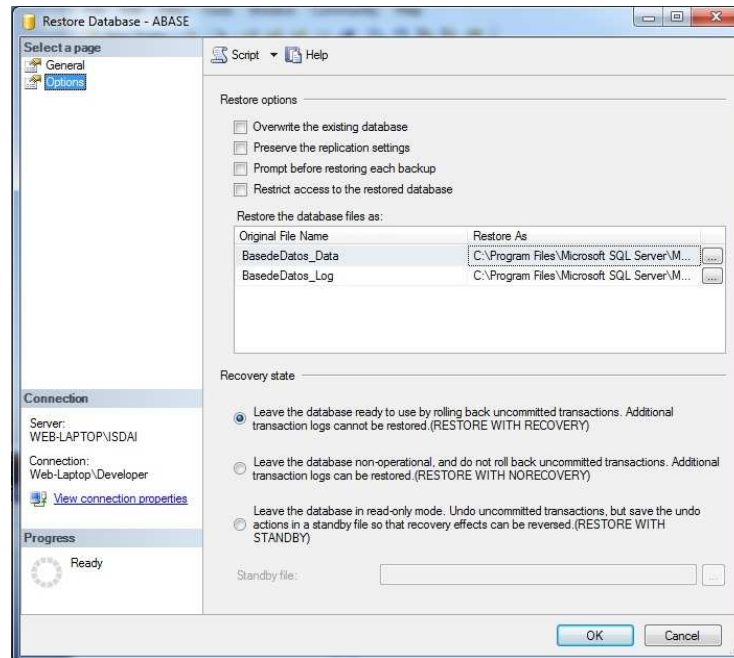 Restore Database - ABASE
Select a page
General
Options
Script
Help
Restore options
Overwrite the existing database
Preserve the replication settings
Prompt before restoring each backup
Restrict access to the restored database
Restore the database files as:
Original File Name Restore As
BasedeDatos_Data C:\Program Files\Microsoft SQL Server\M...
BasedeDatos_Log C:\Program Files\Microsoft SQL Server\M...
Recovery state
Leave the database ready to use by rolling back uncommitted transactions. Additional
transaction logs cannot be restored.(RESTORE WITH RECOVERY)
Leave the database non-operational, and do not roll back uncommitted transactions. Additional
transaction logs can be restored.(RESTORE WITH NORECOVERY)
Leave the database in read-only mode. Undo uncommitted transactions, but save the undo
actions in a standby file so that recovery effects can be reversed.(RESTORE WITH
STANDBY)
Standby file:
...
Connection
Server:
WEB-LAPTOP\ISDAI
Connection:
Web-Laptop\Developer
View connection properties
Progress
Ready
OK
Cancel